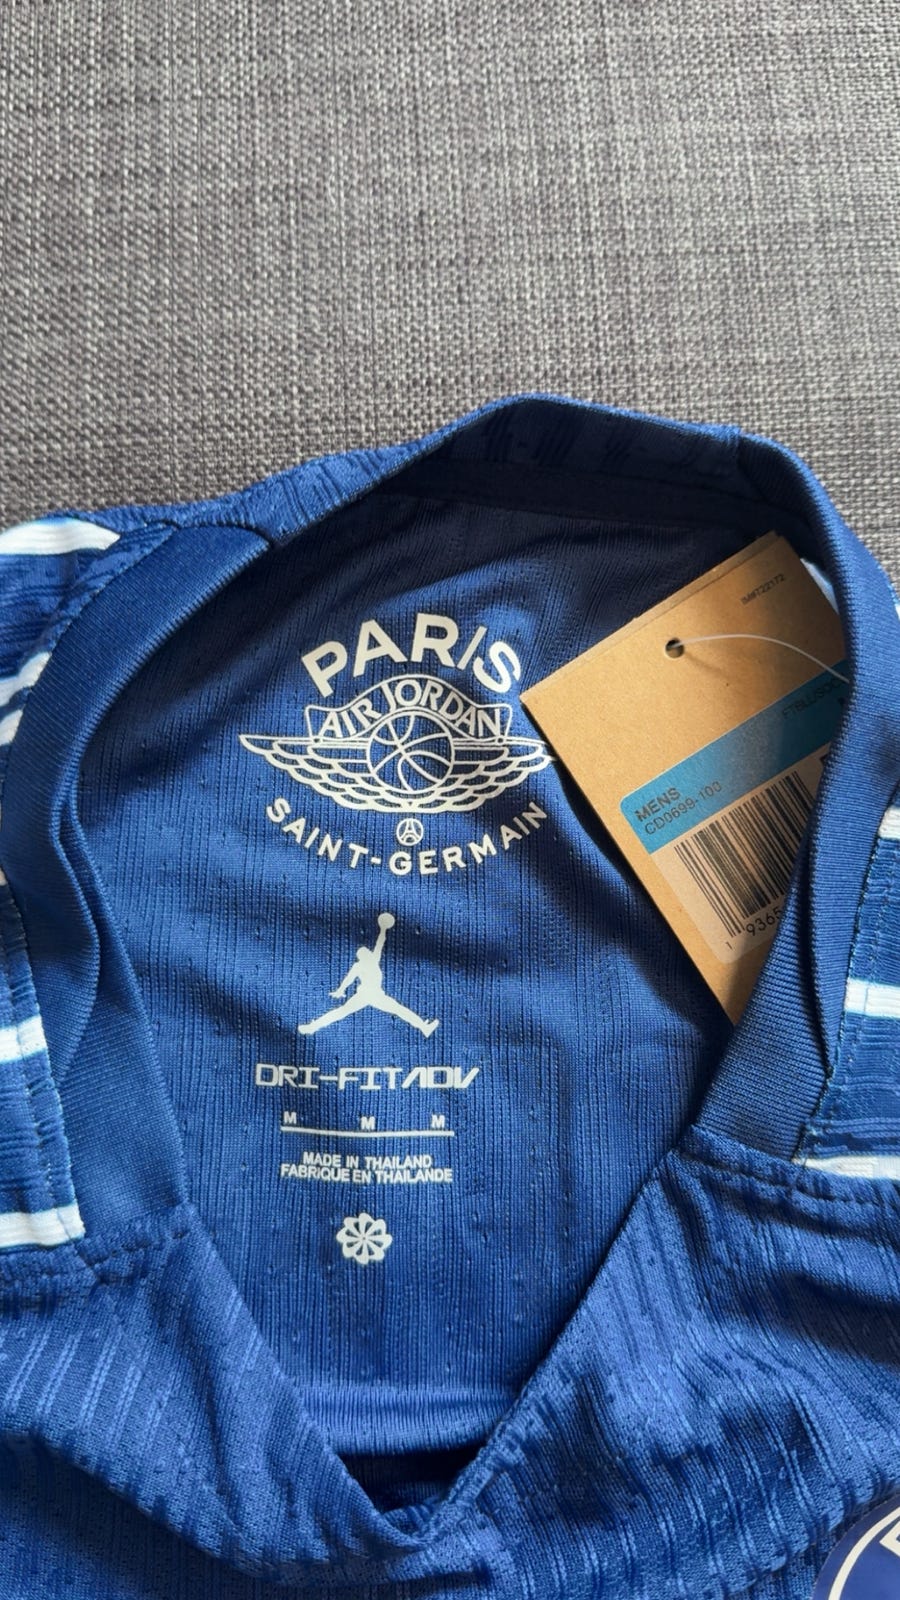 PARIS
AIR JORDAN
SAINT-GERMAIN
DRI-FIT ADV
M M M
MADE IN THAILAND
FABRIQUE EN THAILANDE
MENS
CD0699-100